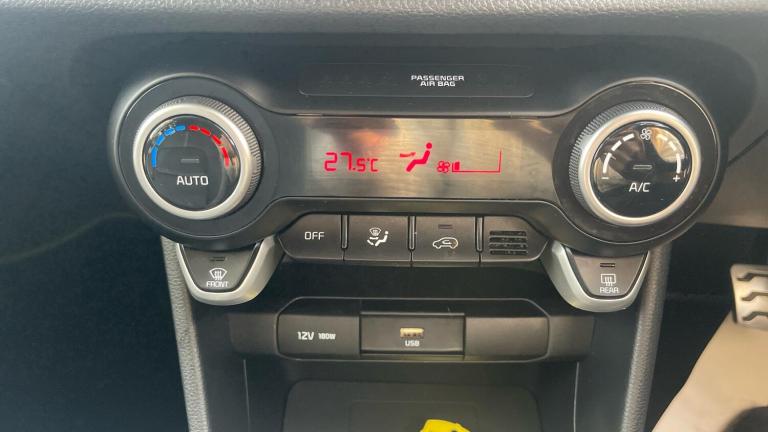 PASSENGER
AIR BAG
27.5°C
AUTO
A/C
- +
OFF
FRONT
REAR
12V 180W
USB